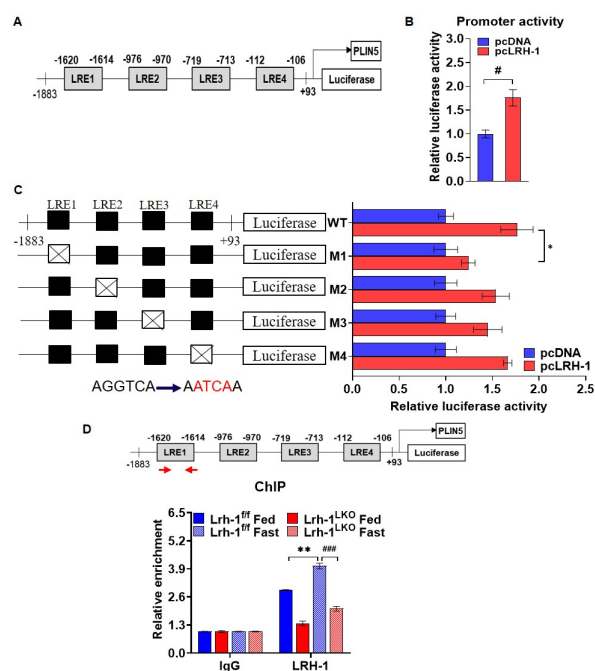 A
-1620 -1614 -976 -970 -719 -713 -112 -106
PLIN5
LRE1 LRE2 LRE3 LRE4 Luciferase
-1883 +93
B
Promoter activity
pcDNA
pcLRH-1
Relative luciferase activity
3.0
2.5
2.0
1.5
1.0
0.5
0.0
#
C
LRE1 LRE2 LRE3 LRE4
-1883 +93
Luciferase WT
Luciferase M1
Luciferase M2
Luciferase M3
Luciferase M4
*
AGGTCA AATCAA
pcDNA
pcLRH-1
0.0 0.5 1.0 1.5 2.0 2.5
Relative luciferase activity
D
-1620 -1614 -976 -970 -719 -713 -112 -106
PLIN5
LRE1 LRE2 LRE3 LRE4 Luciferase
-1883 +93
ChIP
Lrh-1f/f Fed Lrh-1LKO Fed
Lrh-1f/f Fast Lrh-1LKO Fast
Relative enrichment
6.5
5.2
3.9
2.6
1.3
0.0
** ###
IgG LRH-1